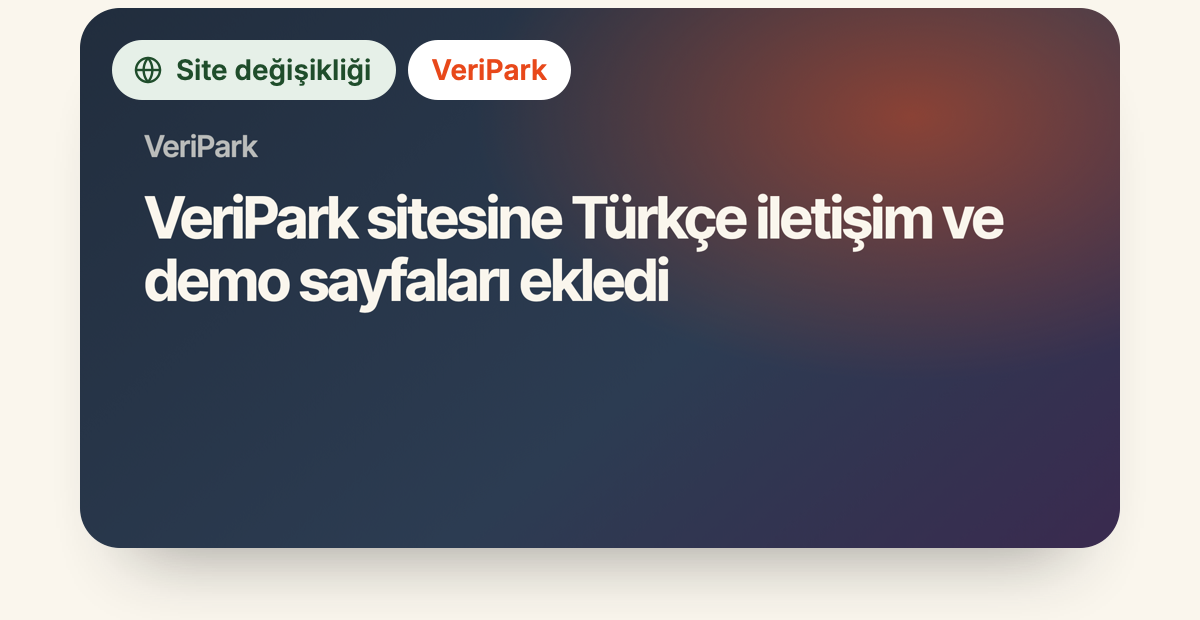 Site değişikliği
VeriPark
VeriPark
VeriPark sitesine Türkçe iletişim ve
demo sayfaları ekledi